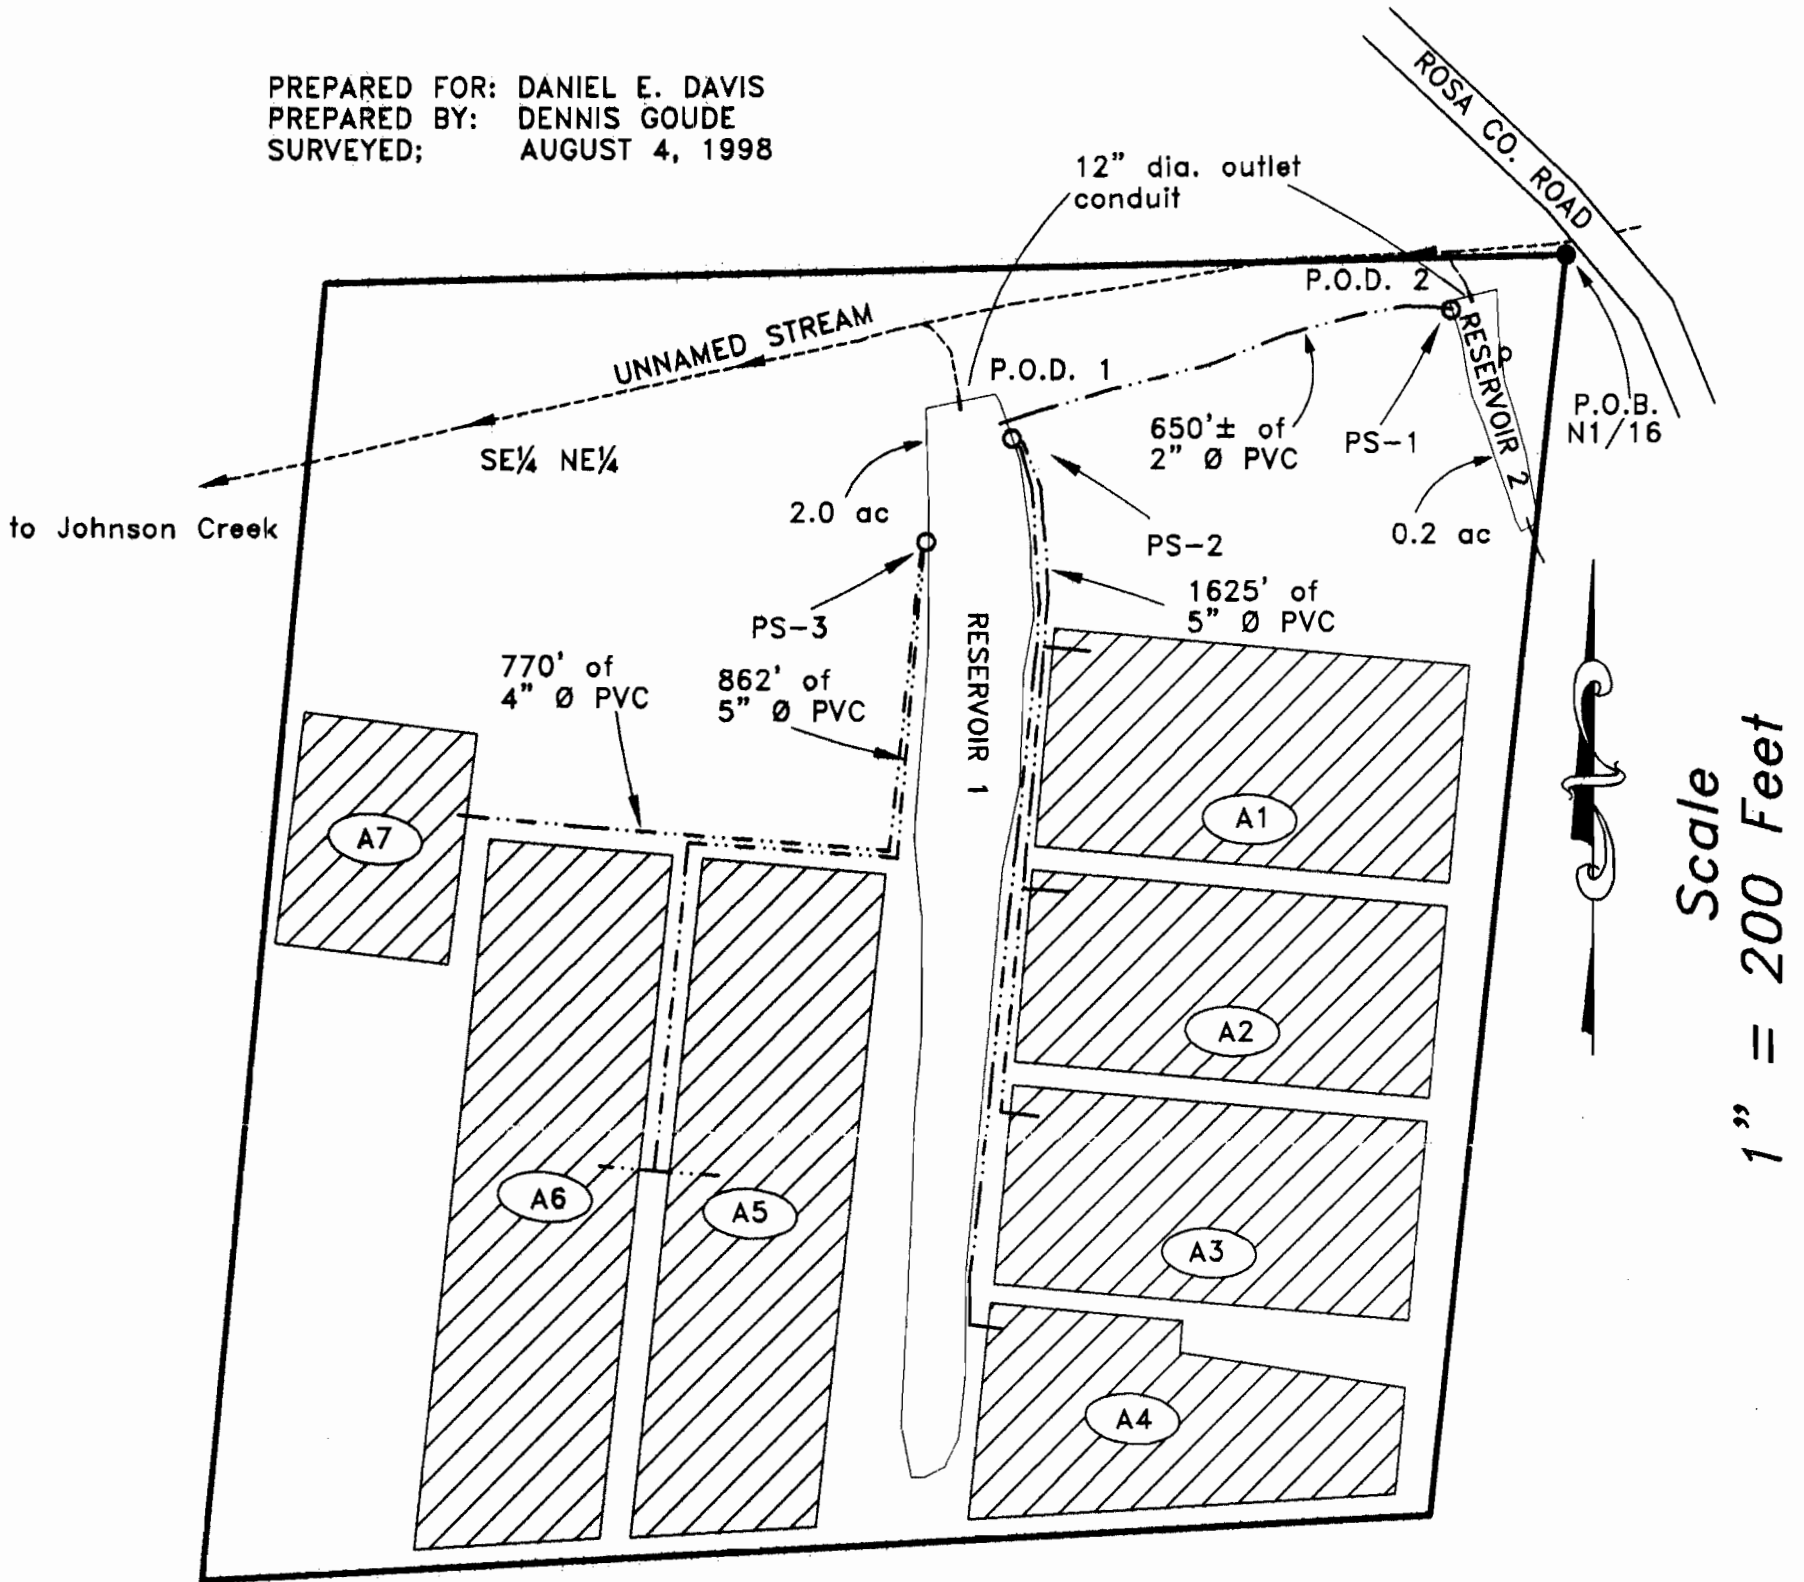 PREPARED FOR: DANIEL E. DAVIS
PREPARED BY: DENNIS GOUDE
SURVEYED; AUGUST 4, 1998
ROSA CO. ROAD
12" dia. outlet
conduit
P.O.D. 2
UNNAMED STREAM
P.O.D. 1
RESERVOIR 2
P.O.B.
N1/16
650'± of
2" Ø PVC
PS-1
SE¼ NE¼
2.0 ac
to Johnson Creek
0.2 ac
PS-2
1625' of
5" Ø PVC
PS-3
RESERVOIR 1
770' of
4" Ø PVC
862' of
5" Ø PVC
Scale
1" = 200 Feet
A1
A7
A2
A6
A5
A3
A4